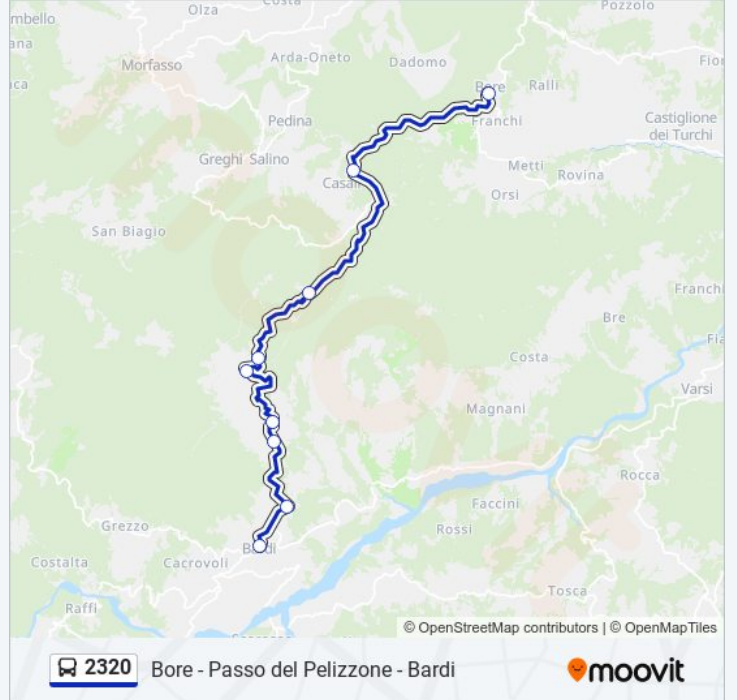 Olza
Costa
Pozzolo
mbello
ana
Morfasso
Arda-Oneto
Dadomo
Fior
ca
Bore
Ralli
Pedina
Franchi
Castiglione
dei Turchi
Greghi
Salino
Metti
Rovina
Casali
Orsi
San Biagio
Franchi
Bre
Fia
Costa
Varsi
Magnani
Rocca
Faccini
Grezzo
Rossi
Bardi
Costalta
Cacrovoli
Tosca
Raffi
© OpenStreetMap contributors | © OpenMapTiles
2320 Bore - Passo del Pelizzone - Bardi
moovit